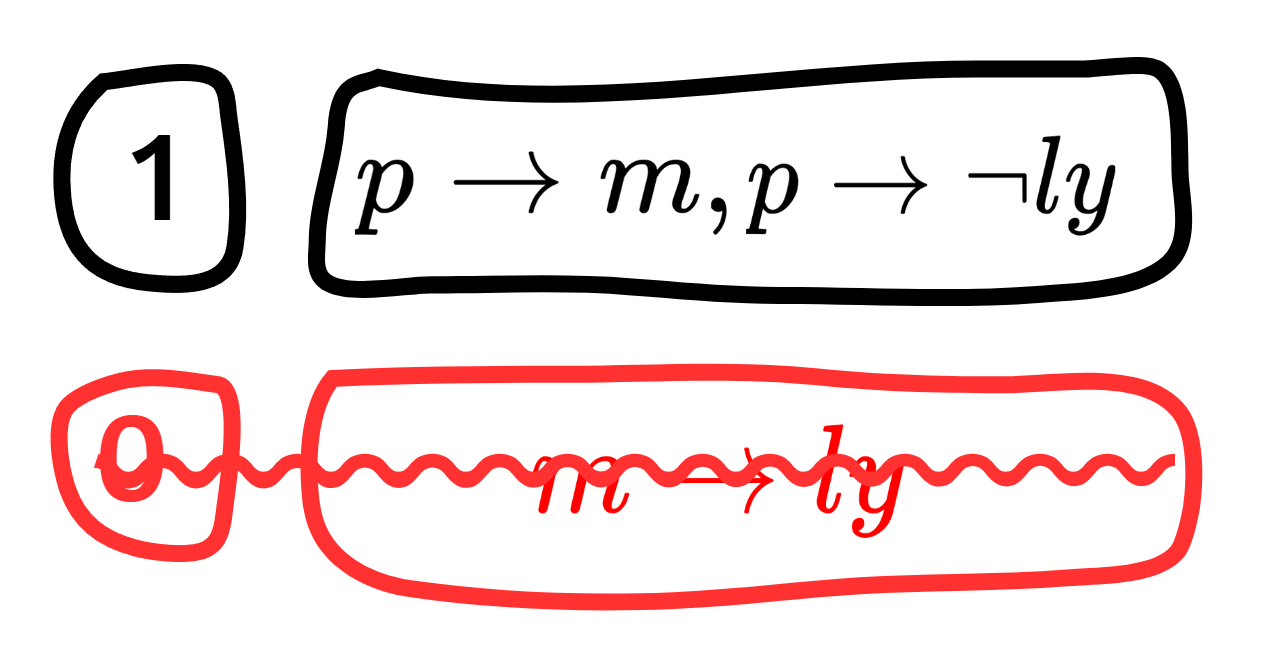 1 p → m, p → ¬ly
0 m → ly